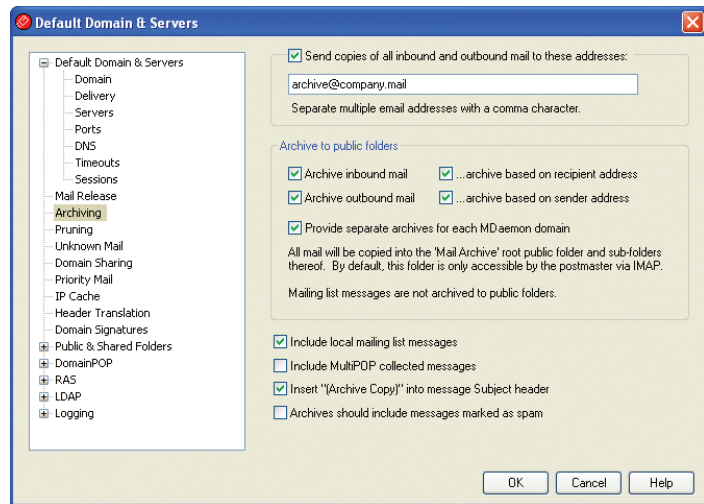 Default Domain & Servers
Default Domain & Servers
Domain
Delivery
Servers
Ports
DNS
Timeouts
Sessions
Mail Release
Archiving
Pruning
Unknown Mail
Domain Sharing
Priority Mail
IP Cache
Header Translation
Domain Signatures
Public & Shared Folders
DomainPOP
RAS
LDAP
Logging
Send copies of all inbound and outbound mail to these addresses:
archive@company.mail
Separate multiple email addresses with a comma character.
Archive to public folders
Archive inbound mail ...archive based on recipient address
Archive outbound mail ...archive based on sender address
Provide separate archives for each MDaemon domain
All mail will be copied into the 'Mail Archive' root public folder and sub-folders
thereof. By default, this folder is only accessible by the postmaster via IMAP.
Mailing list messages are not archived to public folders.
Include local mailing list messages
Include MultiPOP collected messages
Insert "(Archive Copy)" into message Subject header
Archives should include messages marked as spam
OK Cancel Help